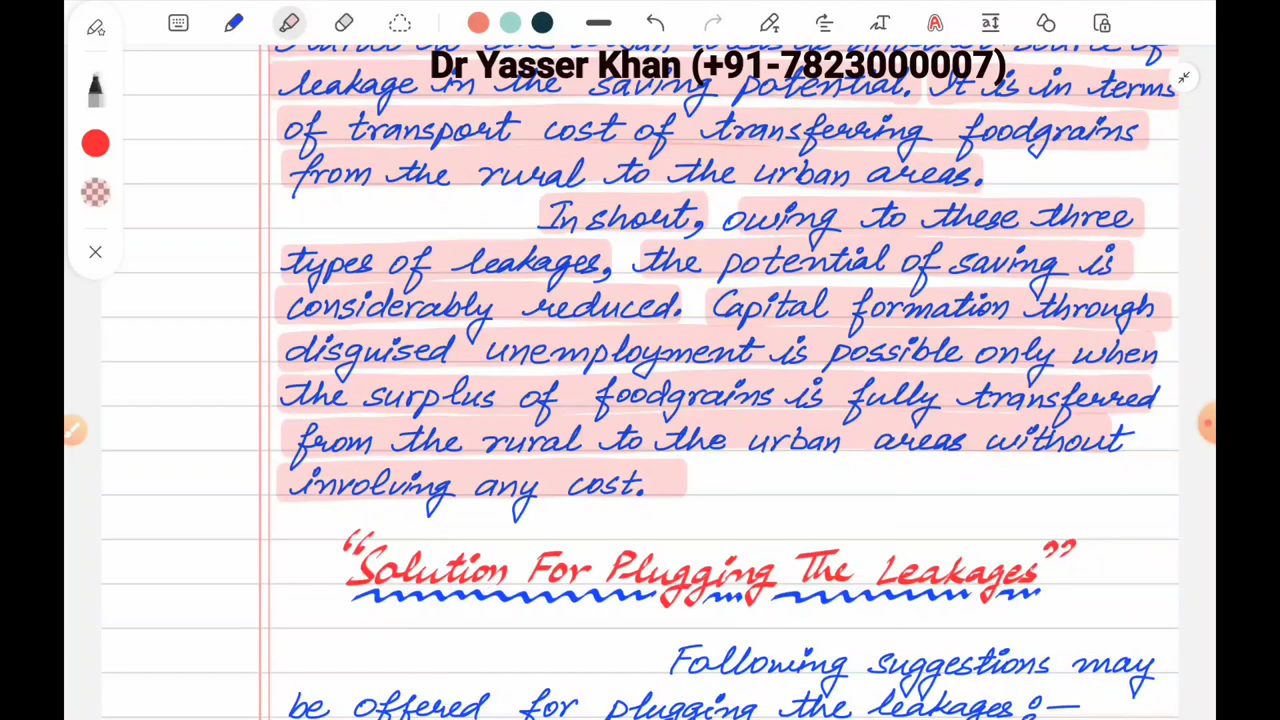 source of
Dr Yasser Khan (+91-7823000007)
leakage in the saving potential. It is in terms
of transport cost of transferring foodgrains
from the rural to the urban areas.
In short, owing to these three
types of leakages, the potential of saving is
considerably reduced. Capital formation through
disguised unemployment is possible only when
the surplus of foodgrains is fully transferred
from the rural to the urban areas without
involving any cost.
"Solution For Plugging The Leakages"
Following suggestions may
be offered for plugging the leakages:—